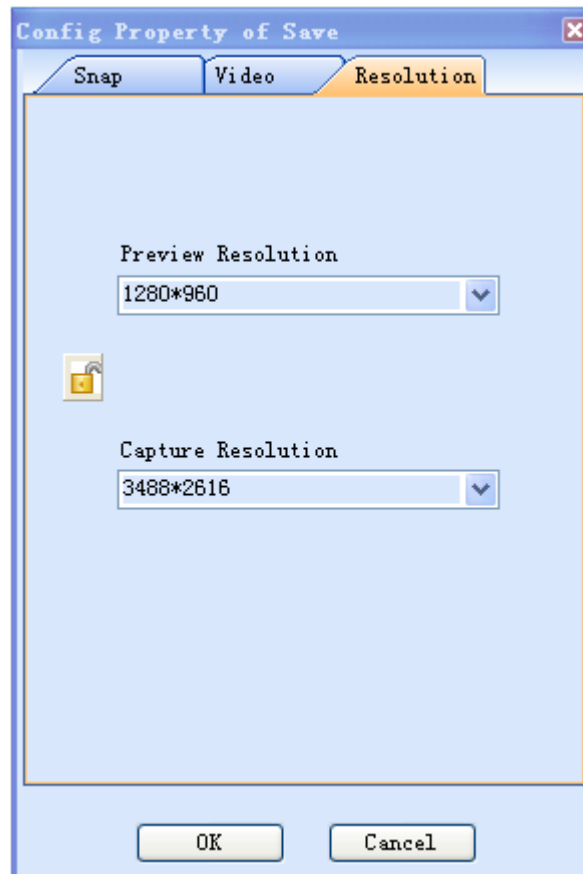 Config Property of Save
Snap Video Resolution
Preview Resolution
1280*960
Capture Resolution
3488*2616
OK Cancel